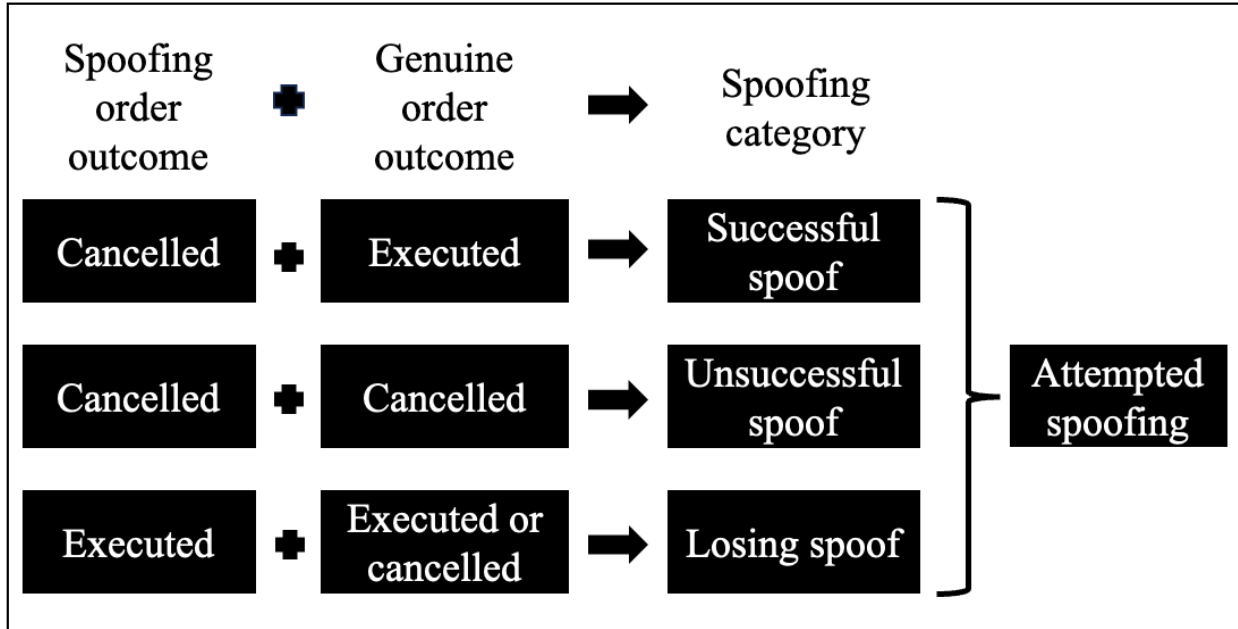 Spoofing
order
outcome
Genuine
order
outcome
Spoofing
category
Cancelled
Executed
Successful
spoof
Cancelled
Cancelled
Unsuccessful
spoof
Attempted
spoofing
Executed
Executed or
cancelled
Losing spoof